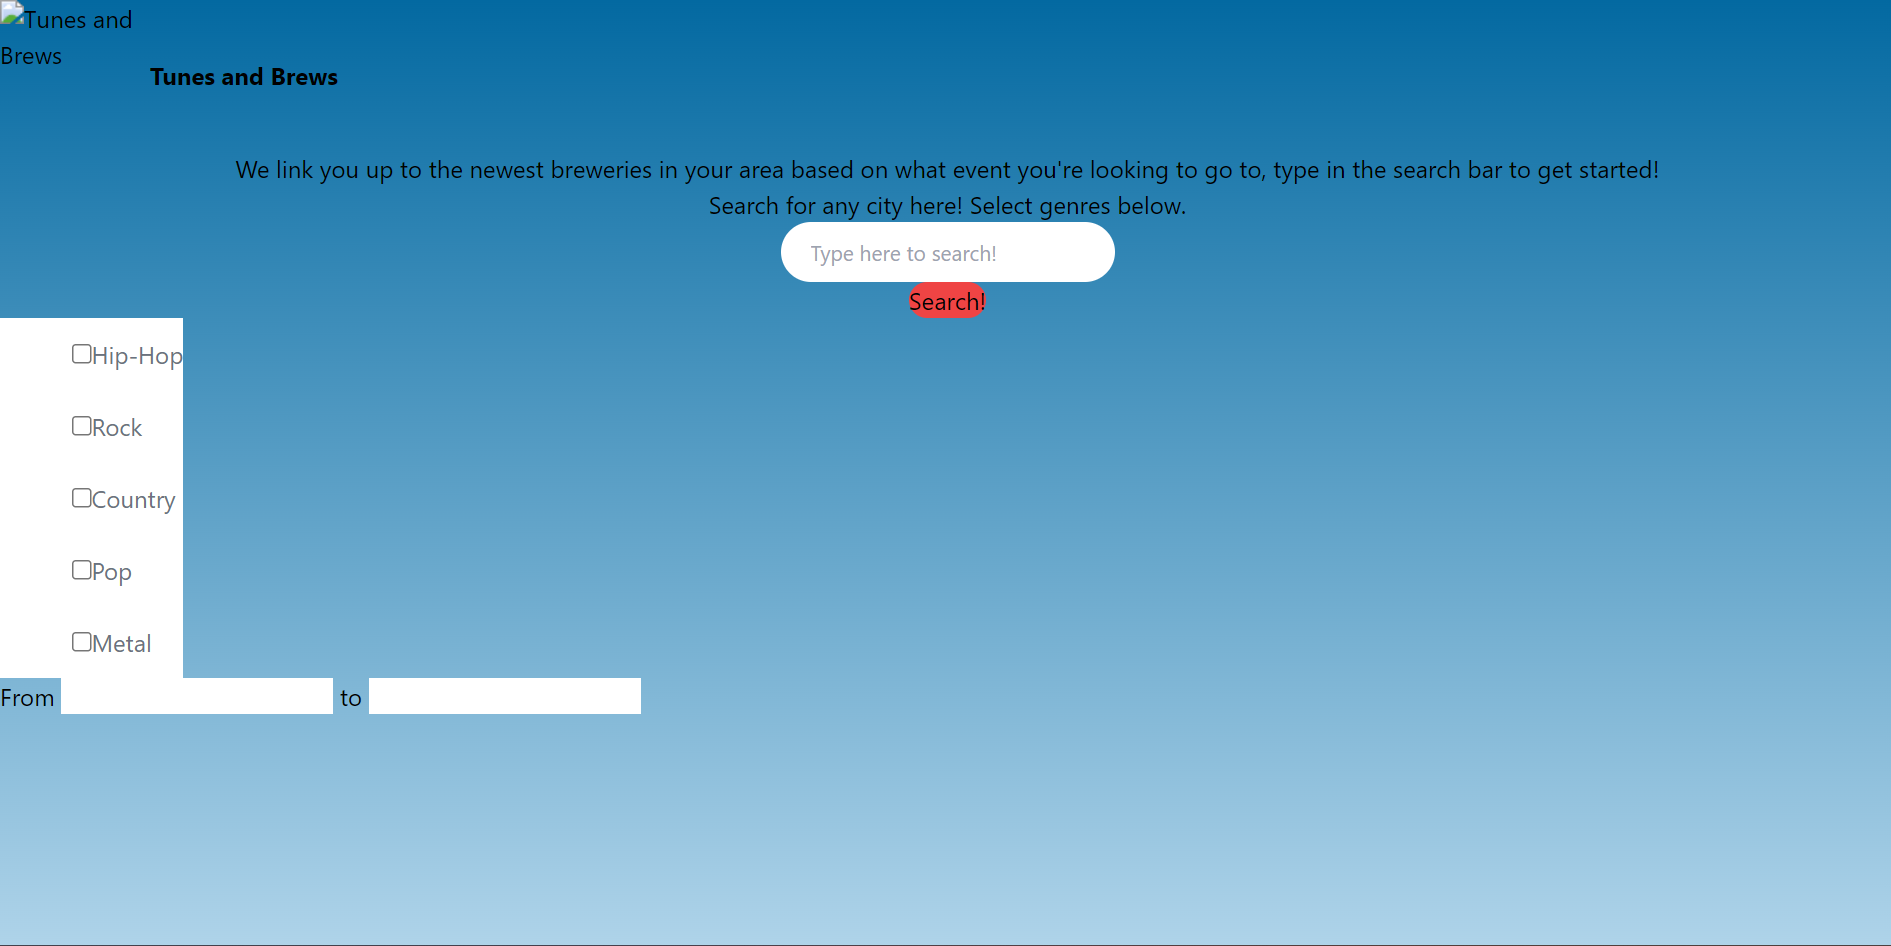 Tunes and
Brews
Tunes and Brews
We link you up to the newest breweries in your area based on what event you're looking to go to, type in the search bar to get started!
Search for any city here! Select genres below.
Type here to search!
Search!
Hip-Hop
Rock
Country
Pop
Metal
From to